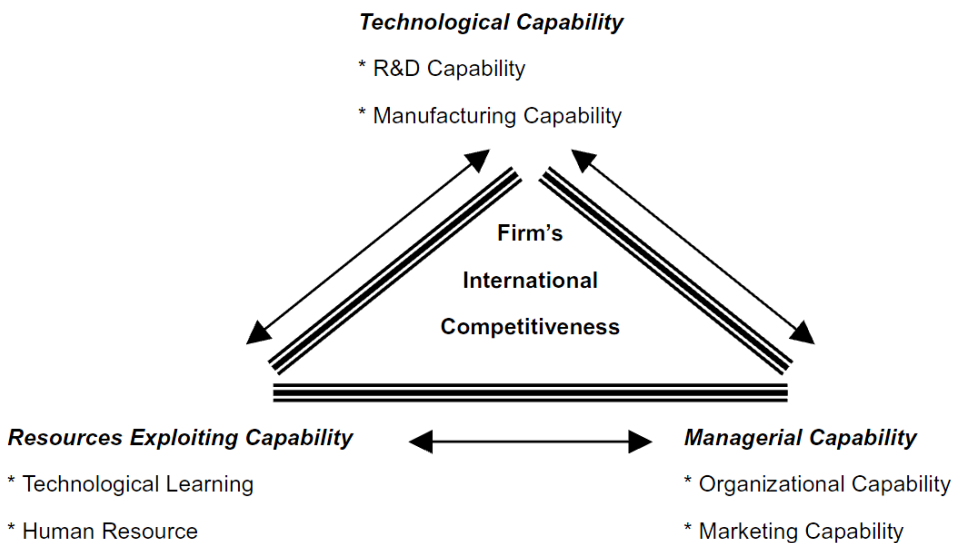 Technological Capability
* R&D Capability
* Manufacturing Capability
Firm’s
International
Competitiveness
Resources Exploiting Capability
* Technological Learning
* Human Resource
Managerial Capability
* Organizational Capability
* Marketing Capability